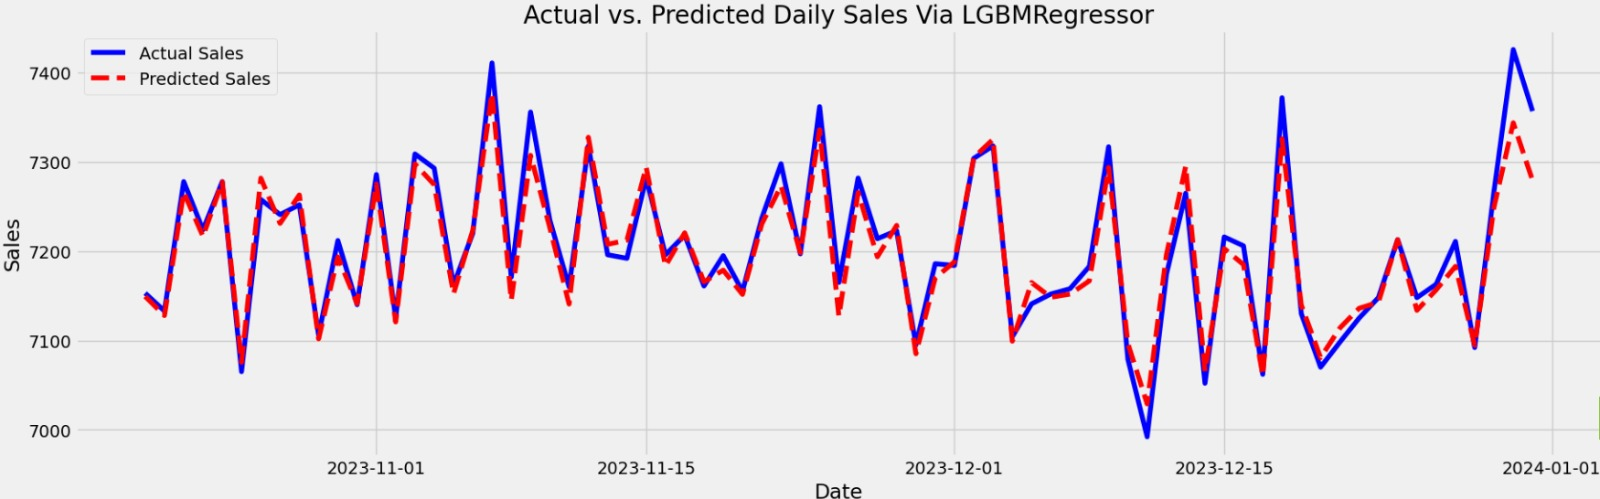 Actual vs. Predicted Daily Sales Via LGBMRegressor
Actual Sales
Predicted Sales
Sales
7400
7300
7200
7100
7000
2023-11-01
2023-11-15
2023-12-01
2023-12-15
2024-01-01
Date